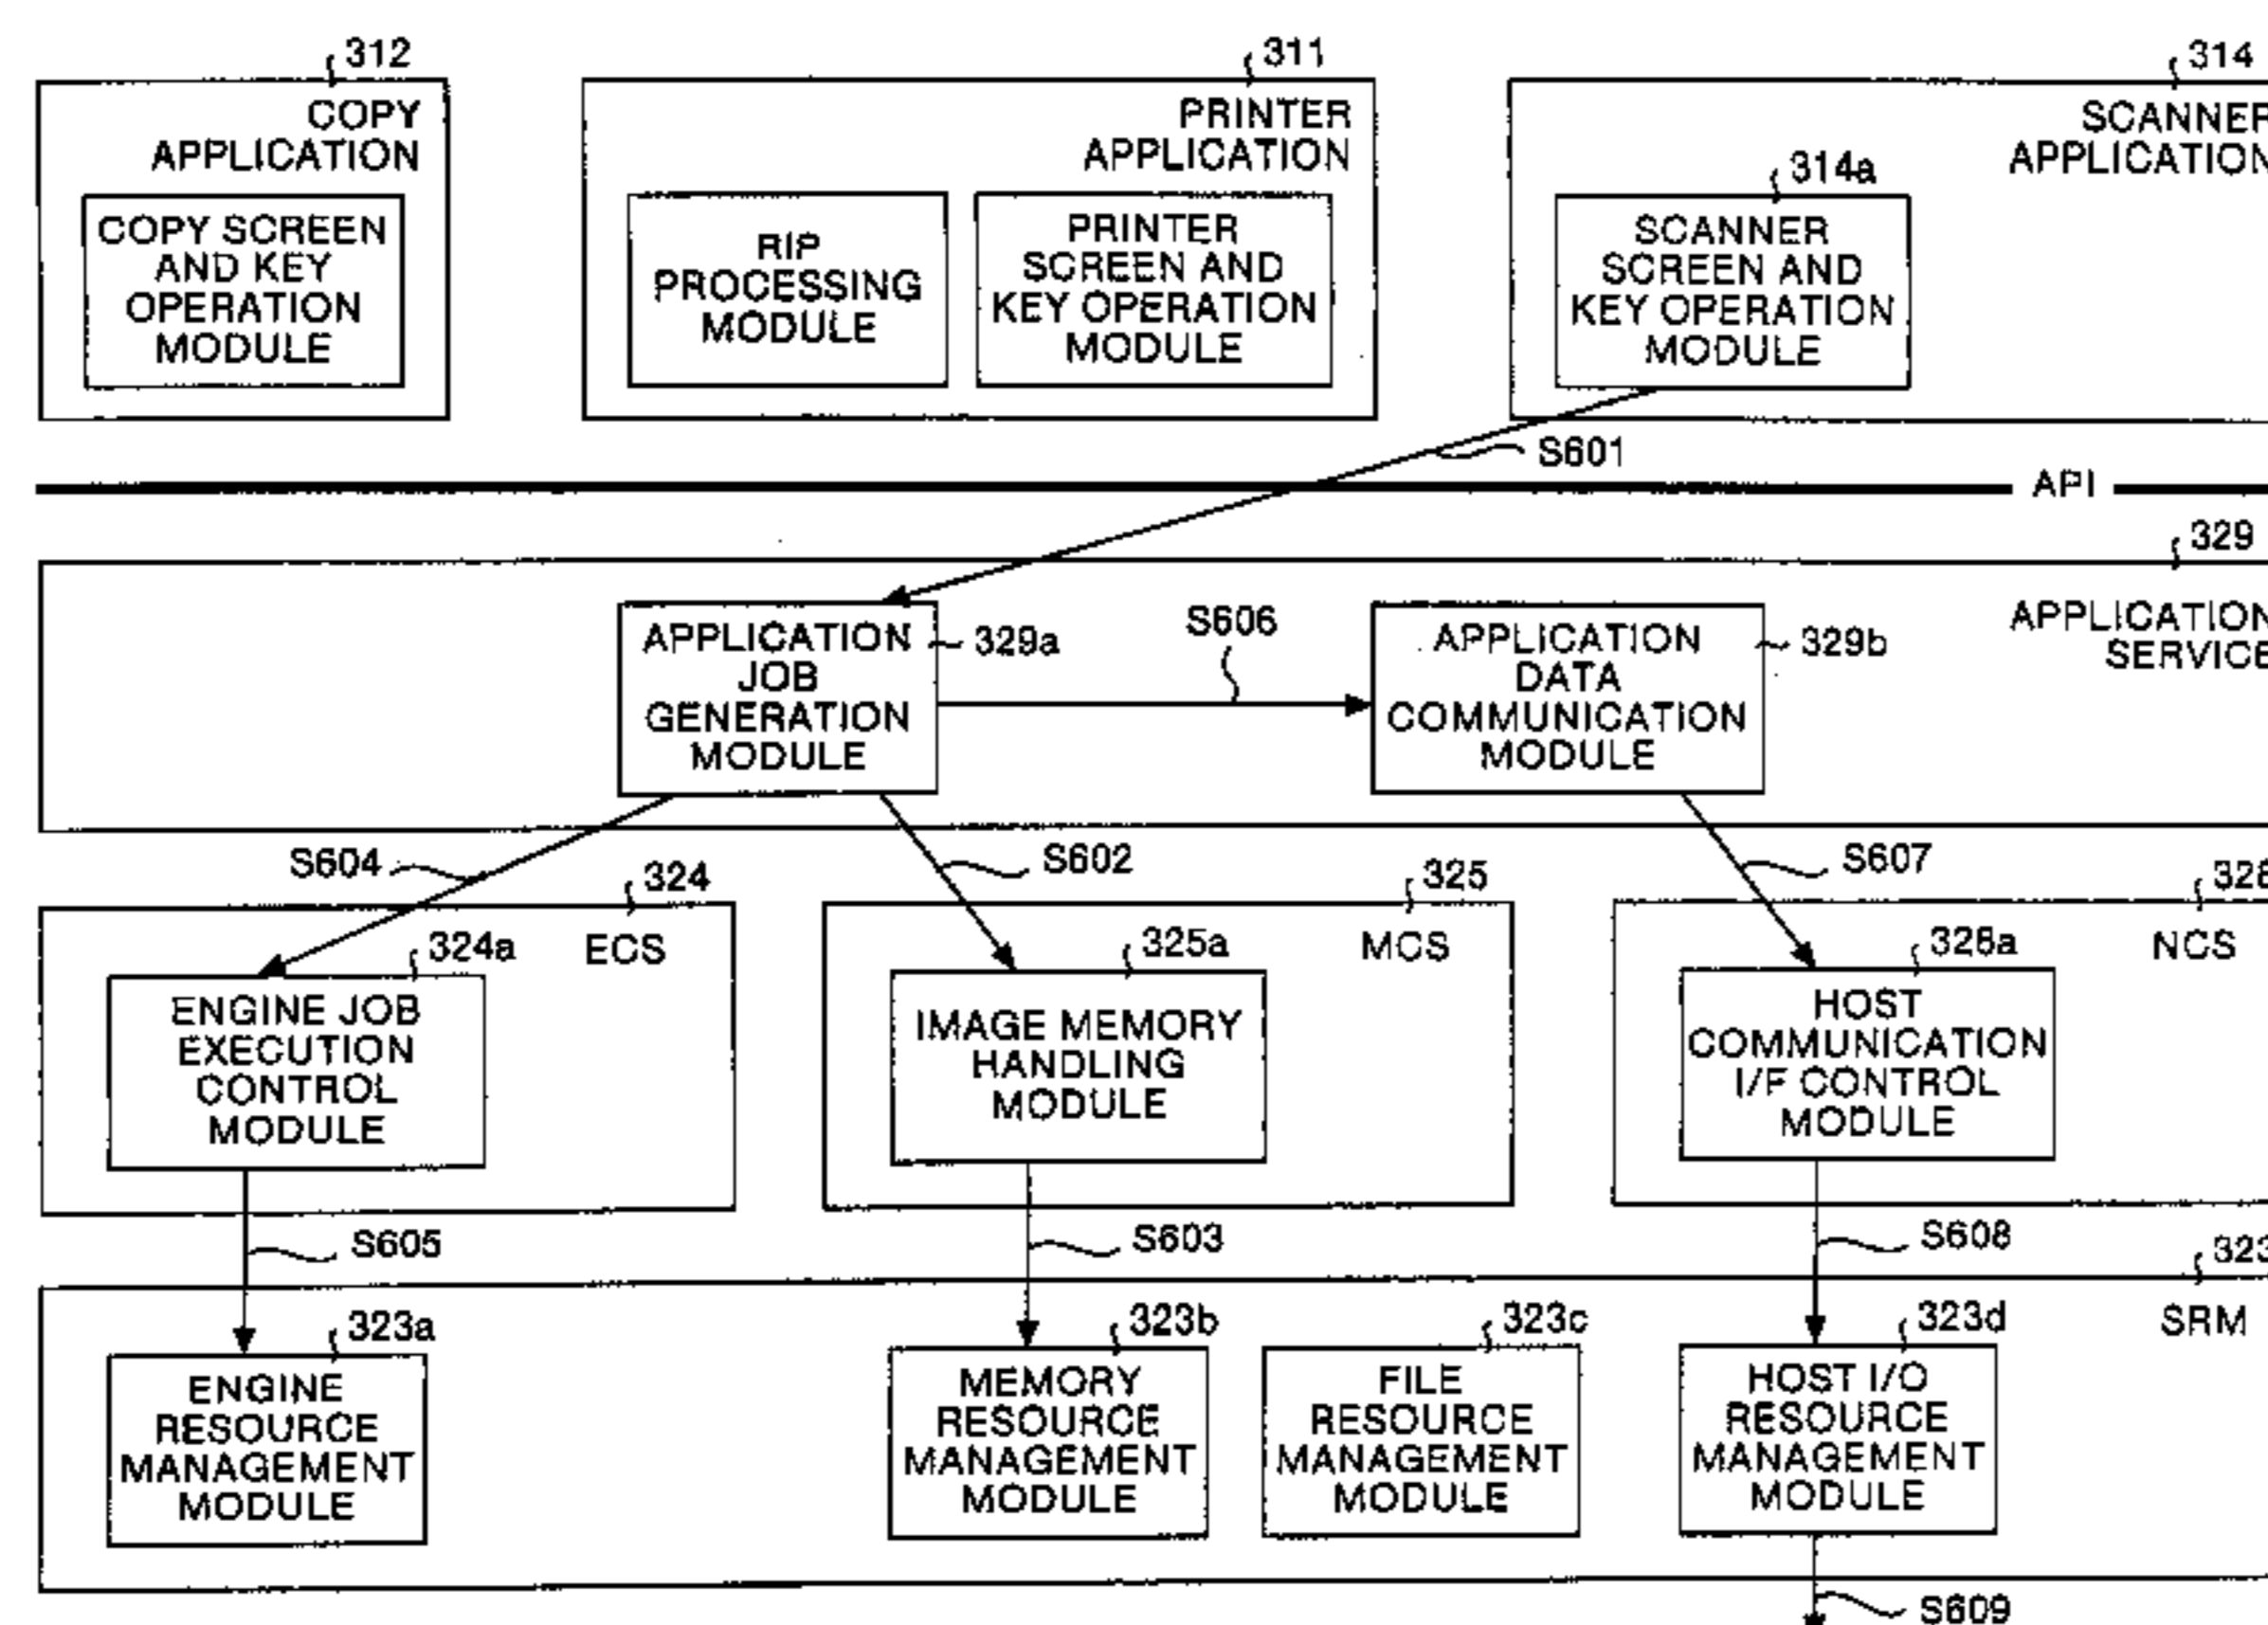 312
COPY
APPLICATION
COPY SCREEN
AND KEY
OPERATION
MODULE
311
PRINTER
APPLICATION
RIP
PROCESSING
MODULE
PRINTER
SCREEN AND
KEY OPERATION
MODULE
314
SCANNER
APPLICATION
314a
SCANNER
SCREEN AND
KEY OPERATION
MODULE
S601
API
329
APPLICATION
SERVICE
APPLICATION
JOB
GENERATION
MODULE
329a
S606
APPLICATION
DATA
COMMUNICATION
MODULE
329b
S604
S602
S607
324
ECS
324a
ENGINE JOB
EXECUTION
CONTROL
MODULE
325
MCS
325a
IMAGE MEMORY
HANDLING
MODULE
328
NCS
328a
HOST
COMMUNICATION
I/F CONTROL
MODULE
S605
S603
S608
323
SRM
323a
ENGINE
RESOURCE
MANAGEMENT
MODULE
323b
MEMORY
RESOURCE
MANAGEMENT
MODULE
323c
FILE
RESOURCE
MANAGEMENT
MODULE
323d
HOST I/O
RESOURCE
MANAGEMENT
MODULE
S609